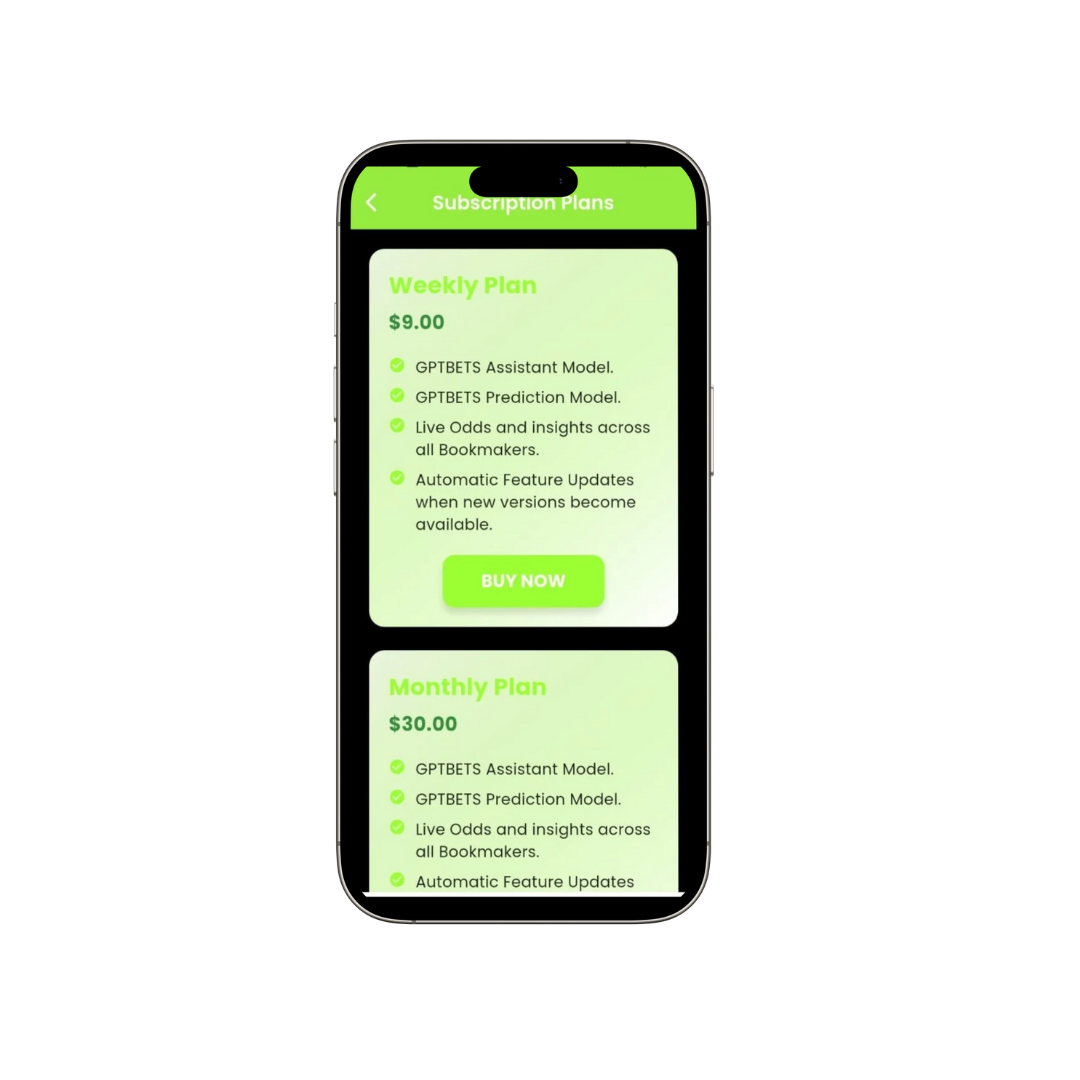 Subscription Plans
Weekly Plan
$9.00
GPTBETS Assistant Model.
GPTBETS Prediction Model.
Live Odds and insights across
all Bookmakers.
Automatic Feature Updates
when new versions become
available.
BUY NOW
Monthly Plan
$30.00
GPTBETS Assistant Model.
GPTBETS Prediction Model.
Live Odds and insights across
all Bookmakers.
Automatic Feature Updates